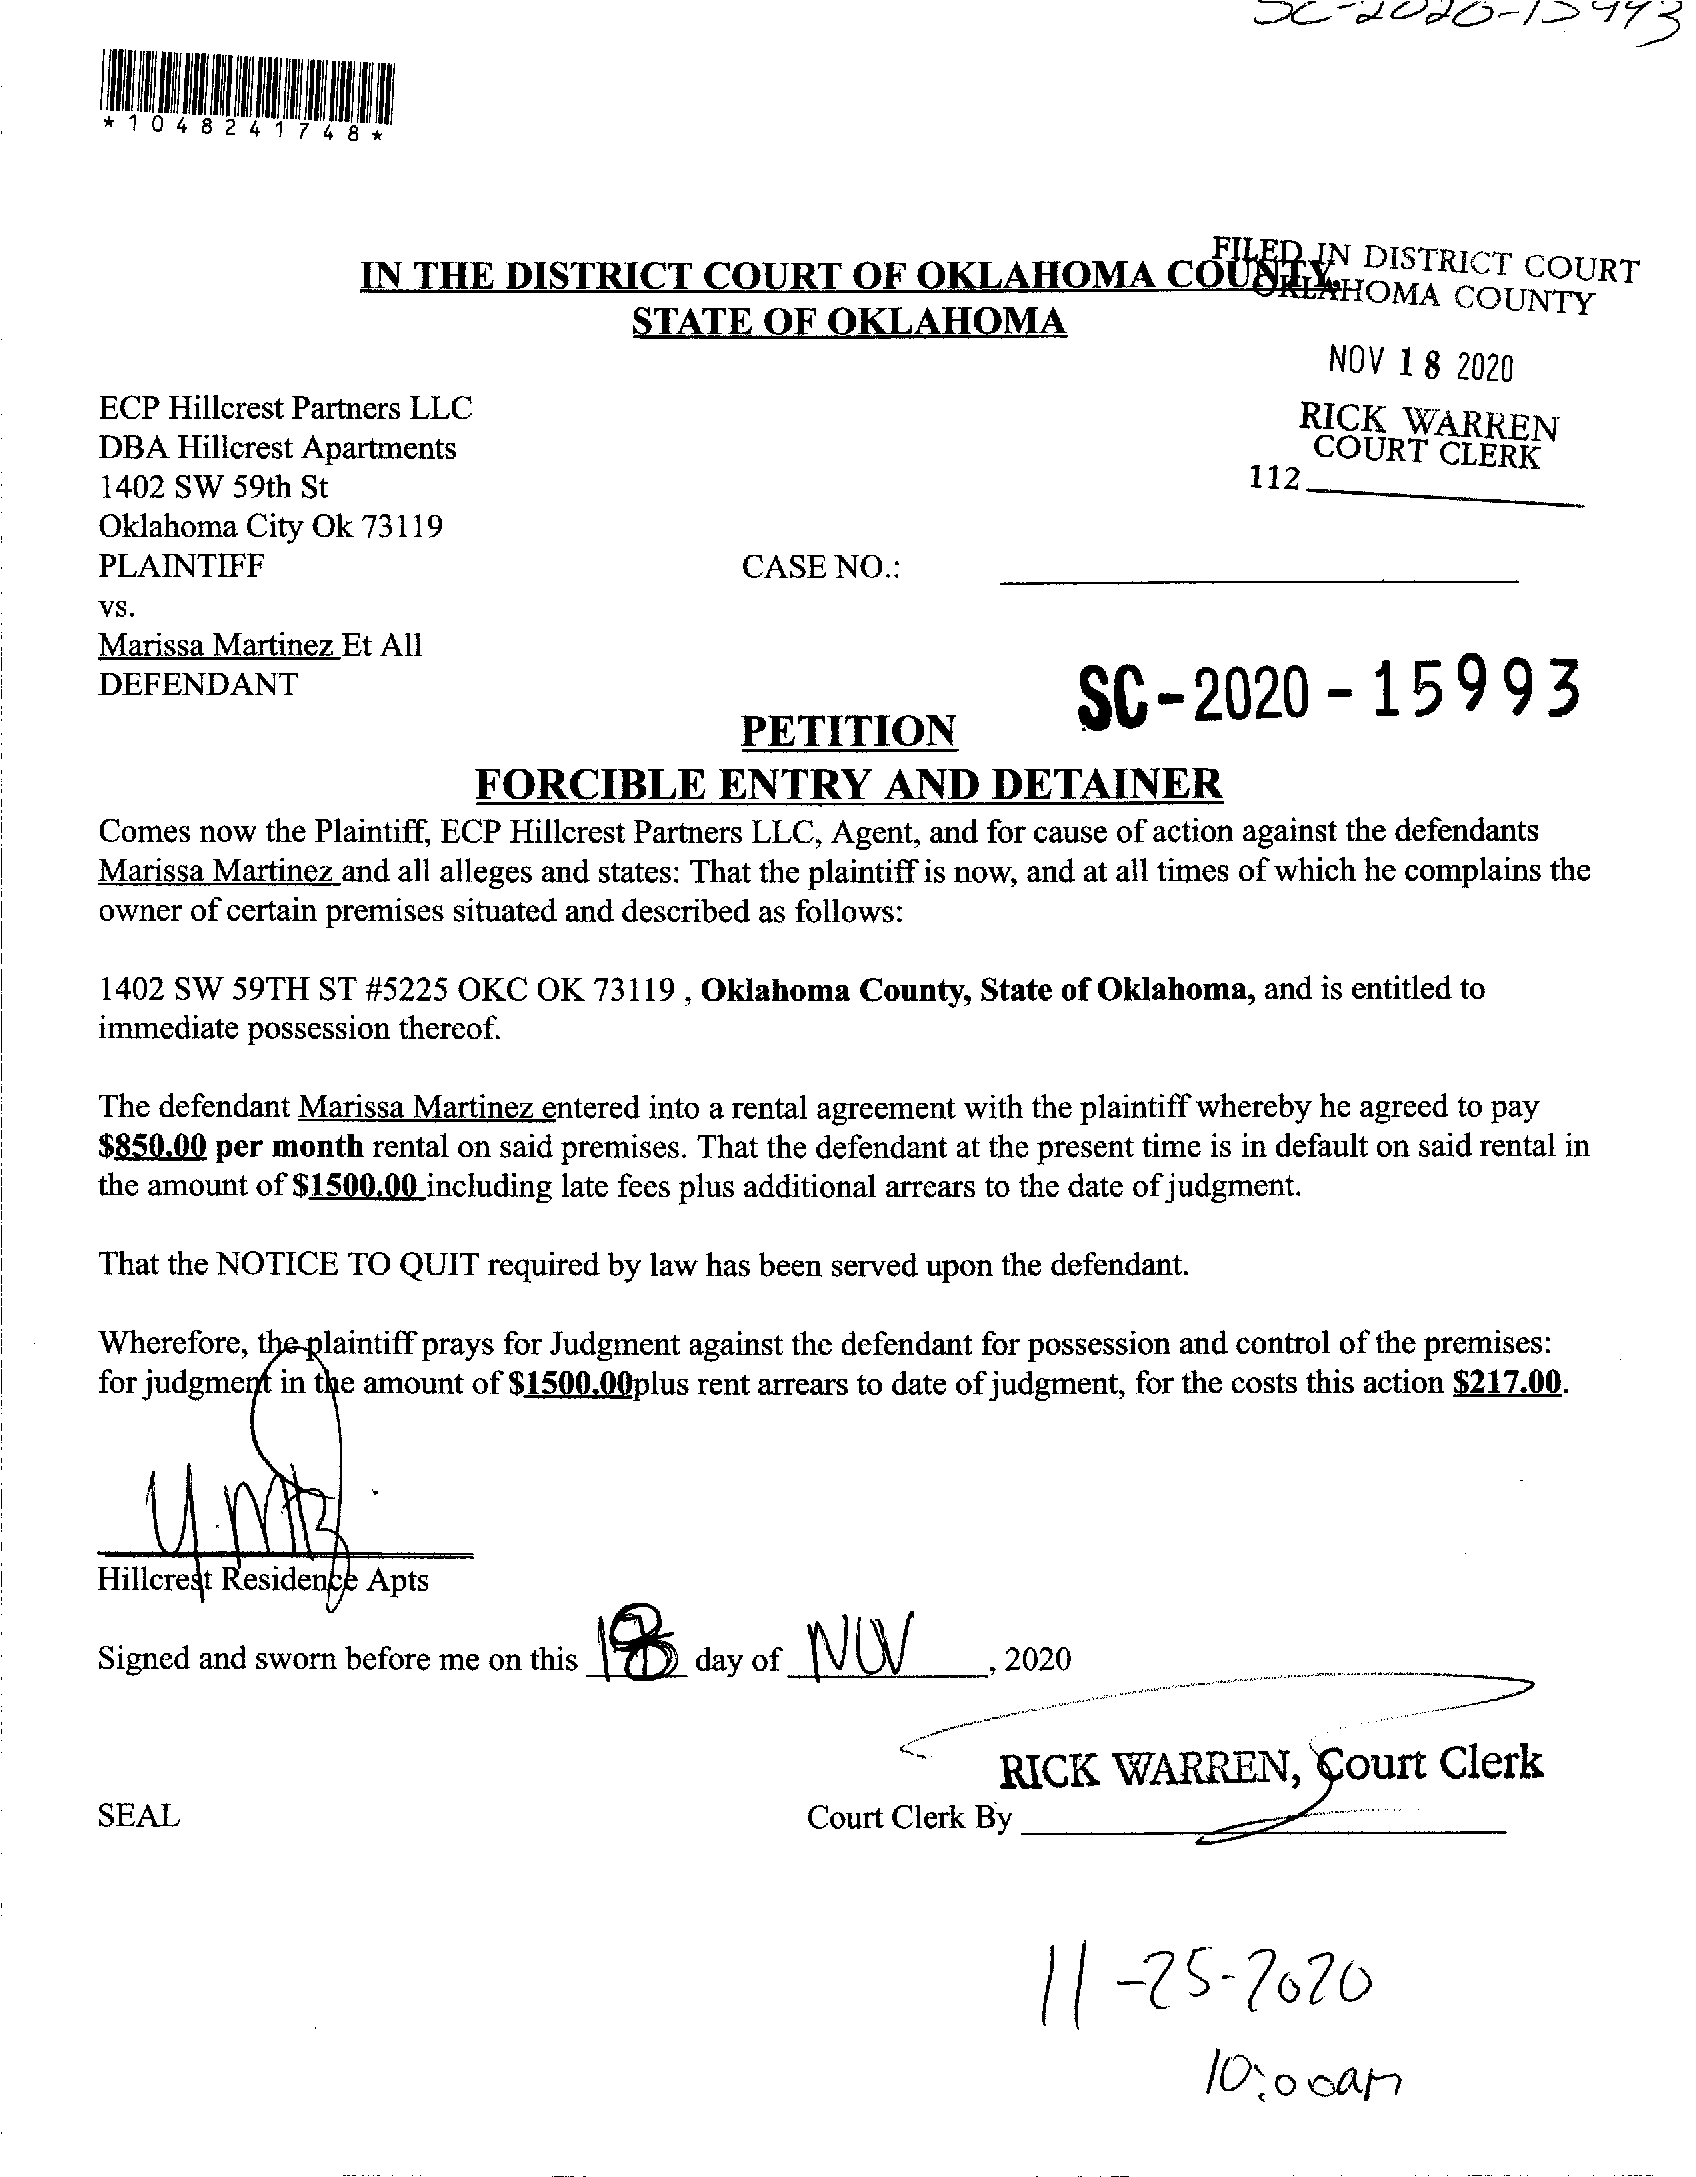 SC-2020-15993
*1048241748*
FILED IN DISTRICT COURT
OKLAHOMA COUNTY
IN THE DISTRICT COURT OF OKLAHOMA COUNTY,
STATE OF OKLAHOMA
NOV 18 2020
RICK WARREN
COURT CLERK
112
ECP Hillcrest Partners LLC
DBA Hillcrest Apartments
1402 SW 59th St
Oklahoma City Ok 73119
PLAINTIFF
CASE NO.:
vs.
Marissa Martinez Et All
DEFENDANT
SC-2020-15993
PETITION
FORCIBLE ENTRY AND DETAINER
Comes now the Plaintiff, ECP Hillcrest Partners LLC, Agent, and for cause of action against the defendants
Marissa Martinez and all alleges and states: That the plaintiff is now, and at all times of which he complains the
owner of certain premises situated and described as follows:
1402 SW 59TH ST #5225 OKC OK 73119 , Oklahoma County, State of Oklahoma, and is entitled to
immediate possession thereof.
The defendant Marissa Martinez entered into a rental agreement with the plaintiff whereby he agreed to pay
$850.00 per month rental on said premises. That the defendant at the present time is in default on said rental in
the amount of $1500.00 including late fees plus additional arrears to the date of judgment.
That the NOTICE TO QUIT required by law has been served upon the defendant.
Wherefore, the plaintiff prays for Judgment against the defendant for possession and control of the premises:
for judgment in the amount of $1500.00plus rent arrears to date of judgment, for the costs this action $217.00.
Hillcrest Residence Apts
Signed and sworn before me on this 18 day of NOV , 2020
RICK WARREN, Court Clerk
SEAL
Court Clerk By
11-25-2020
10:00am